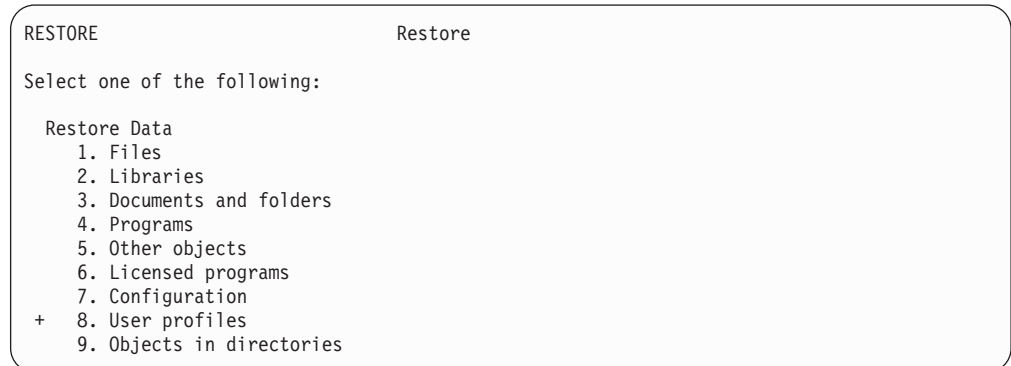 RESTORE Restore
Select one of the following:
Restore Data
1. Files
2. Libraries
3. Documents and folders
4. Programs
5. Other objects
6. Licensed programs
7. Configuration
+ 8. User profiles
9. Objects in directories